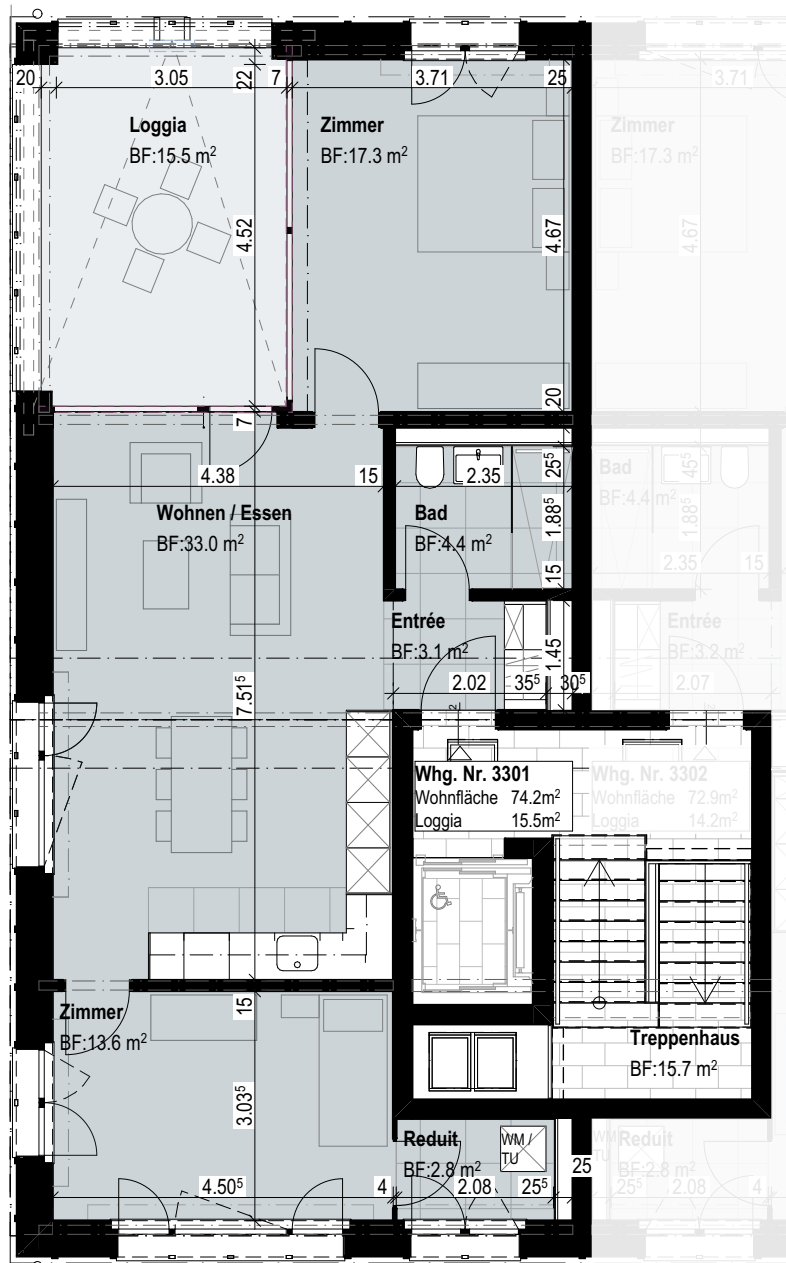 20
3.05
22
7
3.71
25
3.71
Loggia
BF:15.5 m²
Zimmer
BF:17.3 m²
Zimmer
BF:17.3 m²
4.52
4.67
4.67
20
7
4.38
15
2.35
25⁵
1.88⁵
15
Wohnen / Essen
BF:33.0 m²
Bad
BF:4.4 m²
Bad
BF:4.4 m²
45⁵
1.88⁵
2.35
15
Entrée
BF:3.1 m²
1.45
2.02
35⁵
30⁵
Entrée
BF:3.2 m²
2.07
7.51⁵
Whg. Nr. 3301
Wohnfläche 74.2m²
Loggia 15.5m²
Whg. Nr. 3302
Wohnfläche 72.9m²
Loggia 14.2m²
Zimmer
BF:13.6 m²
15
3.03⁵
Treppenhaus
BF:15.7 m²
Reduit
BF:2.8 m²
WM /
TU
25
WM /
TU
Reduit
BF:2.8 m²
4.50⁵
4
2.08
25⁵
25⁵
2.08
4